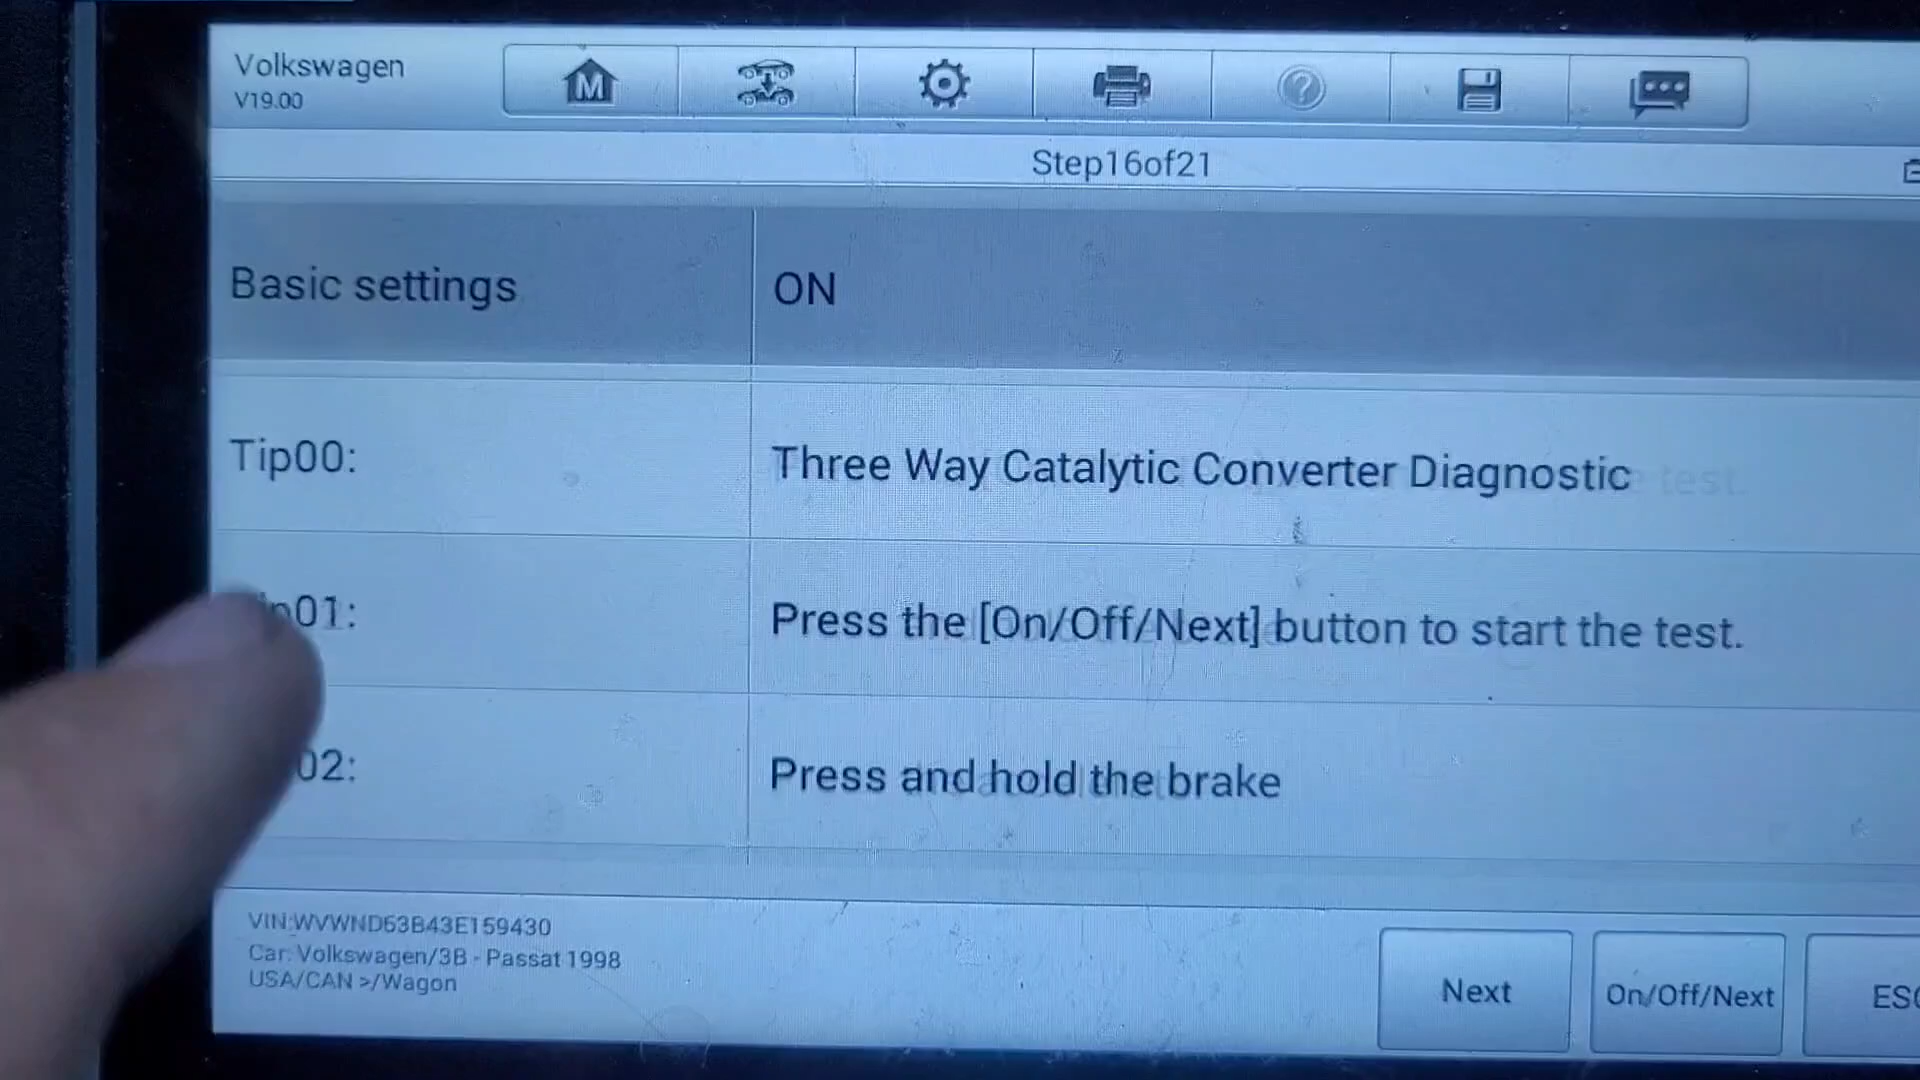 Volkswagen
V19.00
M
Step16of21
Basic settings ON
Tip00: Three Way Catalytic Converter Diagnostic
p01: Press the [On/Off/Next] button to start the test.
02: Press and hold the brake
VIN:WVWND63B43E159430
Car: Volkswagen/3B - Passat 1998
USA/CAN >/Wagon
Next On/Off/Next ESC